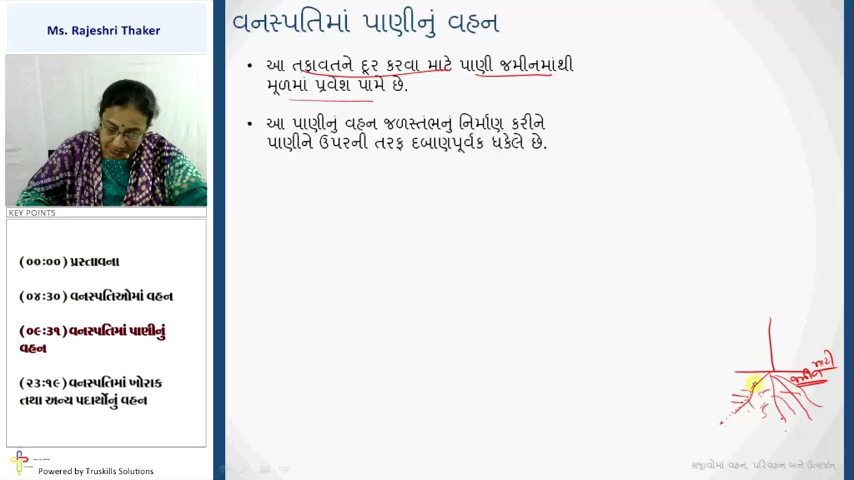 Ms. Rajeshri Thaker
વનસ્પતિમાં પાણીનું વહન
• આ તફાવતને દૂર કરવા માટે પાણી જમીનમાંથી
મૂળમાં પ્રવેશ પામે છે.
• આ પાણીનું વહન જળસ્તંભનું નિર્માણ કરીને
પાણીને ઉપરની તરફ દબાણપૂર્વક ધકેલે છે.
KEY POINTS
(૦૦:૦૦) પ્રસ્તાવના
(૦૪:૩૦) વનસ્પતિઓમાં વહન
(૦૯:૩૧) વનસ્પતિમાં પાણીનું
વહન
(૨૩:૧૯) વનસ્પતિમાં ખોરાક
તથા અન્ય પદાર્થોનું વહન
માટી
જમીન
Powered by Truskills Solutions
સજીવોમાં વહન, પરિવહન અને ઉત્સર્જન